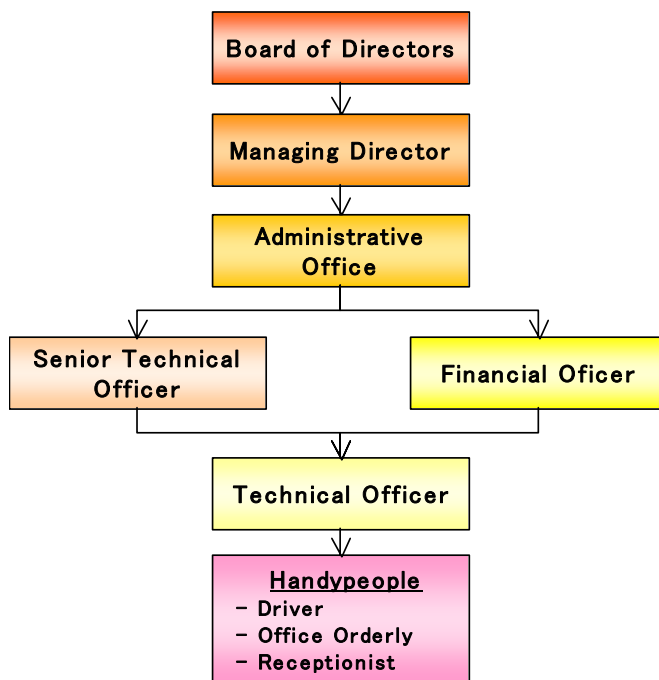 Board of Directors
Managing Director
Administrative
Office
Senior Technical
Officer
Financial Oficer
Technical Officer
Handypeople
- Driver
- Office Orderly
- Receptionist